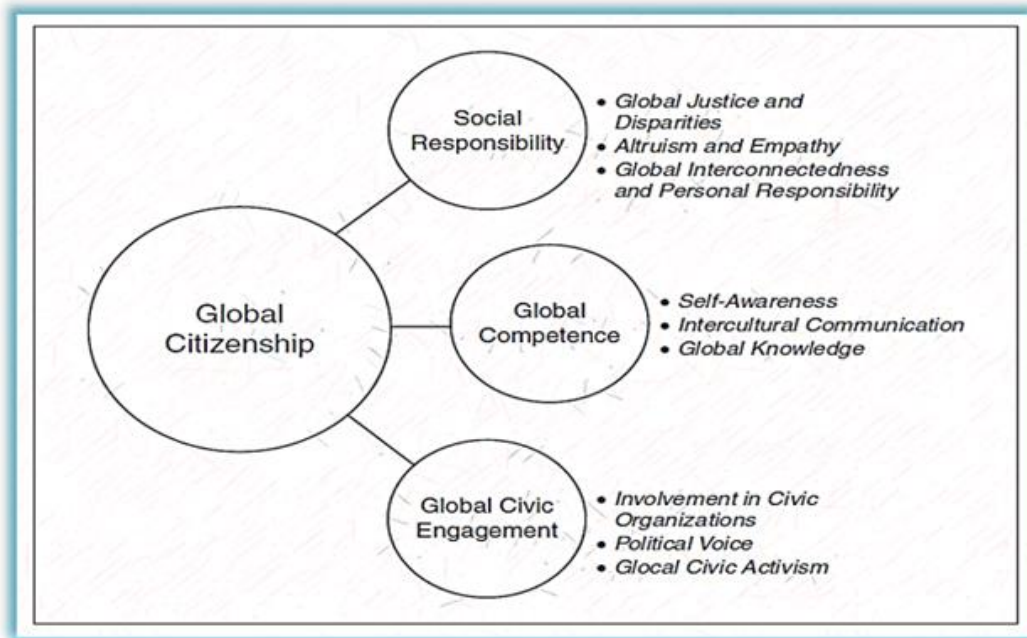 Social
Responsibility
• Global Justice and
Disparities
• Altruism and Empathy
• Global Interconnectedness
and Personal Responsibility
Global
Citizenship
Global
Competence
• Self-Awareness
• Intercultural Communication
• Global Knowledge
Global Civic
Engagement
• Involvement in Civic
Organizations
• Political Voice
• Glocal Civic Activism